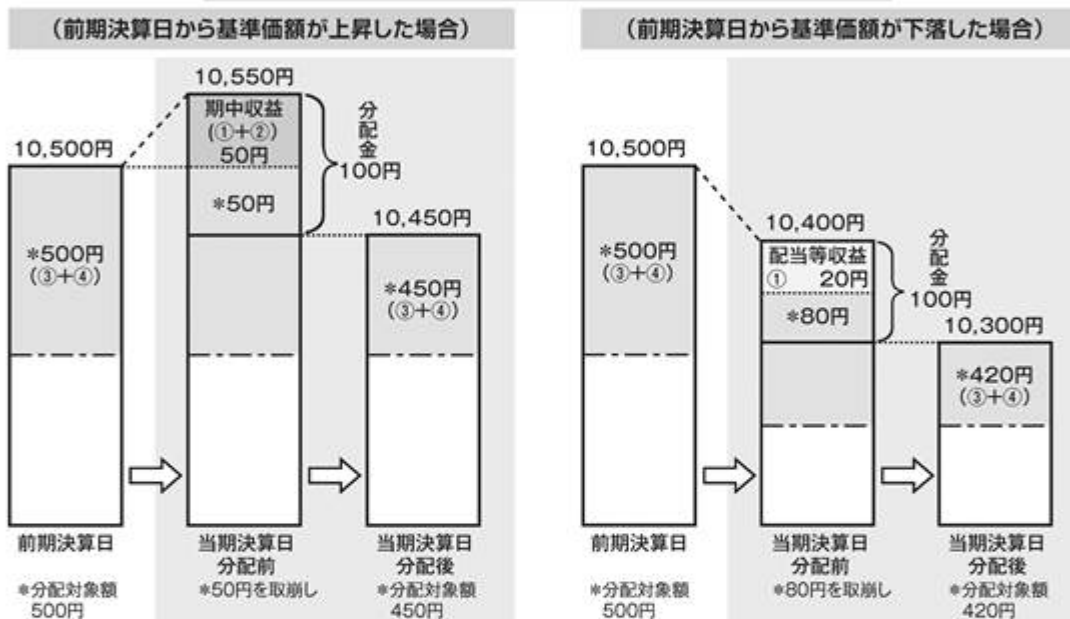 (前期決算日から基準価額が上昇した場合)
10,550円
期中収益
(①+②)
50円
*50円
分配金
100円
10,500円
*500円
(③+④)
10,450円
*450円
(③+④)
前期決算日
*分配対象額
500円
当期決算日
分配前
*50円を取崩し
当期決算日
分配後
*分配対象額
450円
(前期決算日から基準価額が下落した場合)
10,500円
*500円
(③+④)
10,400円
配当等収益
① 20円
*80円
分配金
100円
10,300円
*420円
(③+④)
前期決算日
*分配対象額
500円
当期決算日
分配前
*80円を取崩し
当期決算日
分配後
*分配対象額
420円